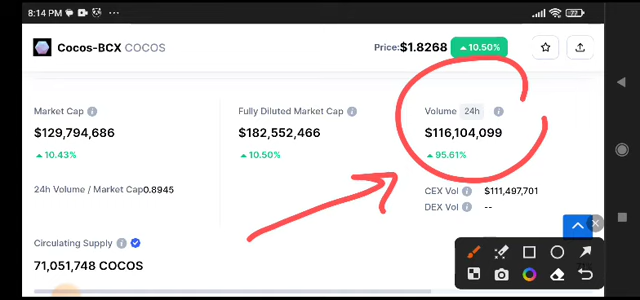 8:14 PM
77
Cocos-BCX COCOS
Price:$1.8268
10.50%
Market Cap
$129,794,686
10.43%
24h Volume / Market Cap0.8945
Fully Diluted Market Cap
$182,552,466
10.50%
Volume 24h
$116,104,099
95.61%
CEX Vol $111,497,701
DEX Vol --
Circulating Supply
71,051,748 COCOS